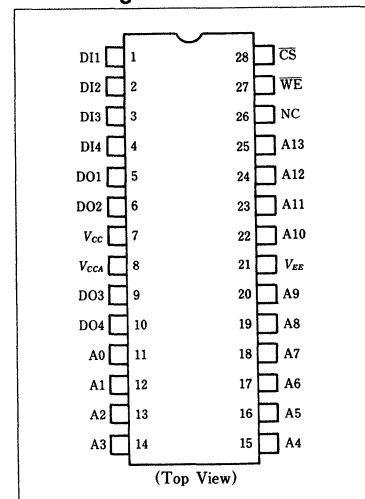 DI1 1 28 C̅S̅
DI2 2 27 W̅E̅
DI3 3 26 NC
DI4 4 25 A13
DO1 5 24 A12
DO2 6 23 A11
VCC 7 22 A10
VCCA 8 21 VEE
DO3 9 20 A9
DO4 10 19 A8
A0 11 18 A7
A1 12 17 A6
A2 13 16 A5
A3 14 15 A4
(Top View)